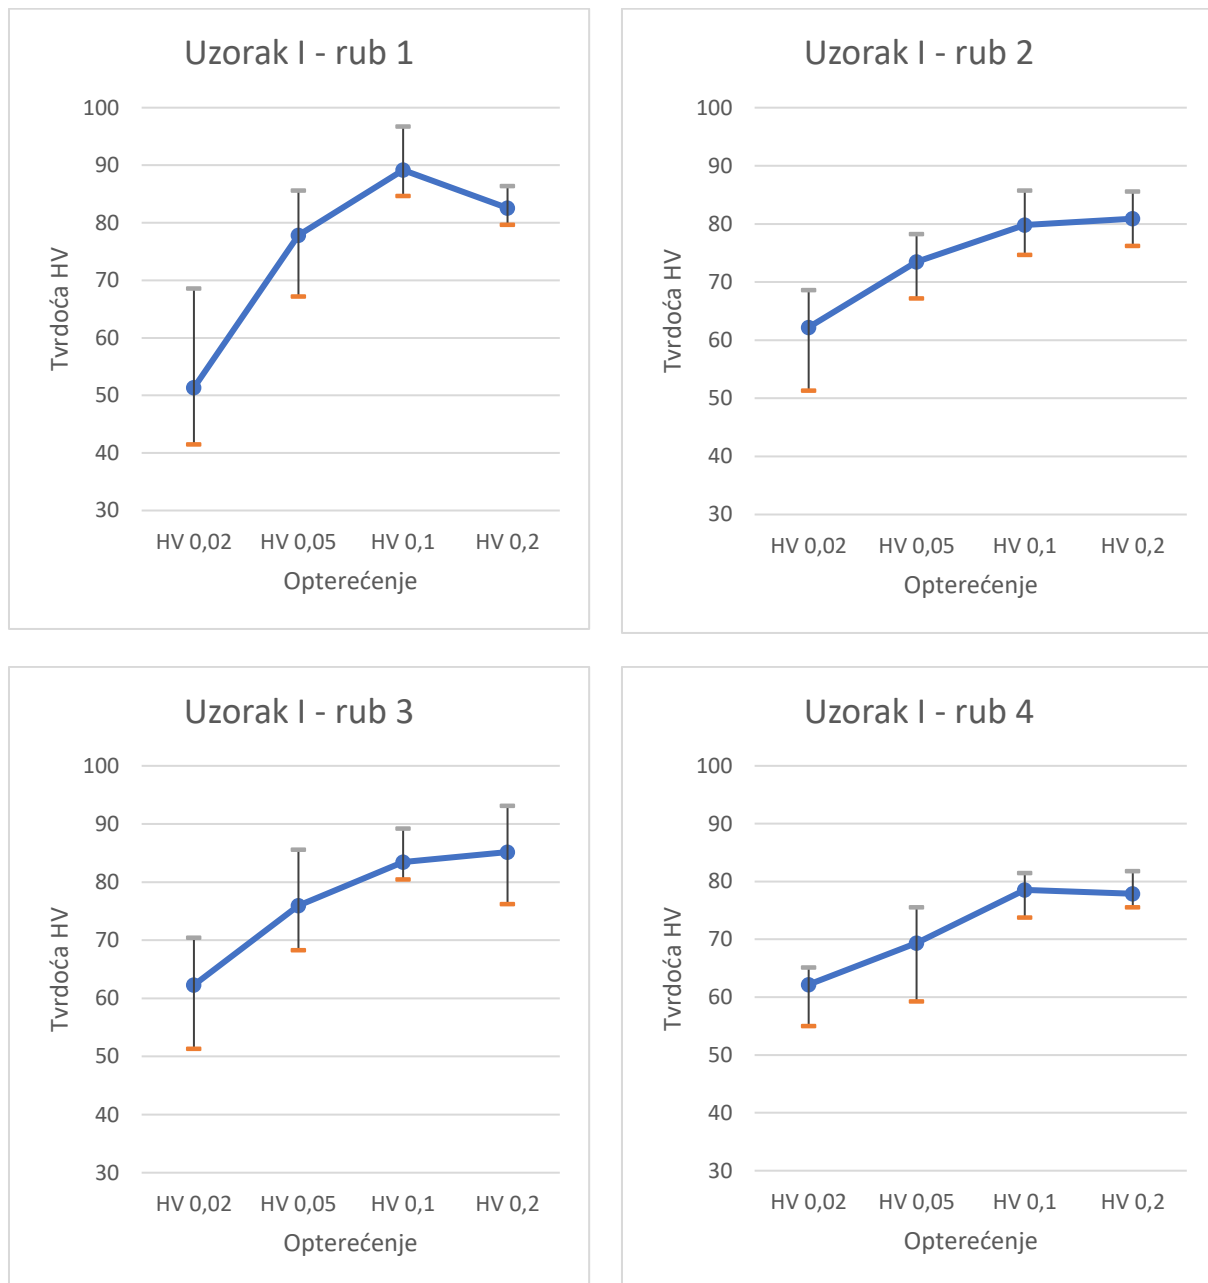 Uzorak I - rub 1
Tvrdoća HV
100
90
80
70
60
50
40
30
HV 0,02 HV 0,05 HV 0,1 HV 0,2
Opterećenje
Uzorak I - rub 2
Tvrdoća HV
100
90
80
70
60
50
40
30
HV 0,02 HV 0,05 HV 0,1 HV 0,2
Opterećenje
Uzorak I - rub 3
Tvrdoća HV
100
90
80
70
60
50
40
30
HV 0,02 HV 0,05 HV 0,1 HV 0,2
Opterećenje
Uzorak I - rub 4
Tvrdoća HV
100
90
80
70
60
50
40
30
HV 0,02 HV 0,05 HV 0,1 HV 0,2
Opterećenje